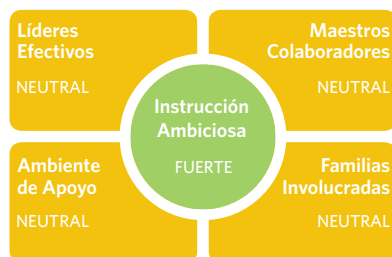 Líderes
Efectivos
NEUTRAL
Maestros
Colaboradores
NEUTRAL
Instrucción
Ambiciosa
FUERTE
Ambiente
de Apoyo
NEUTRAL
Familias
Involucradas
NEUTRAL